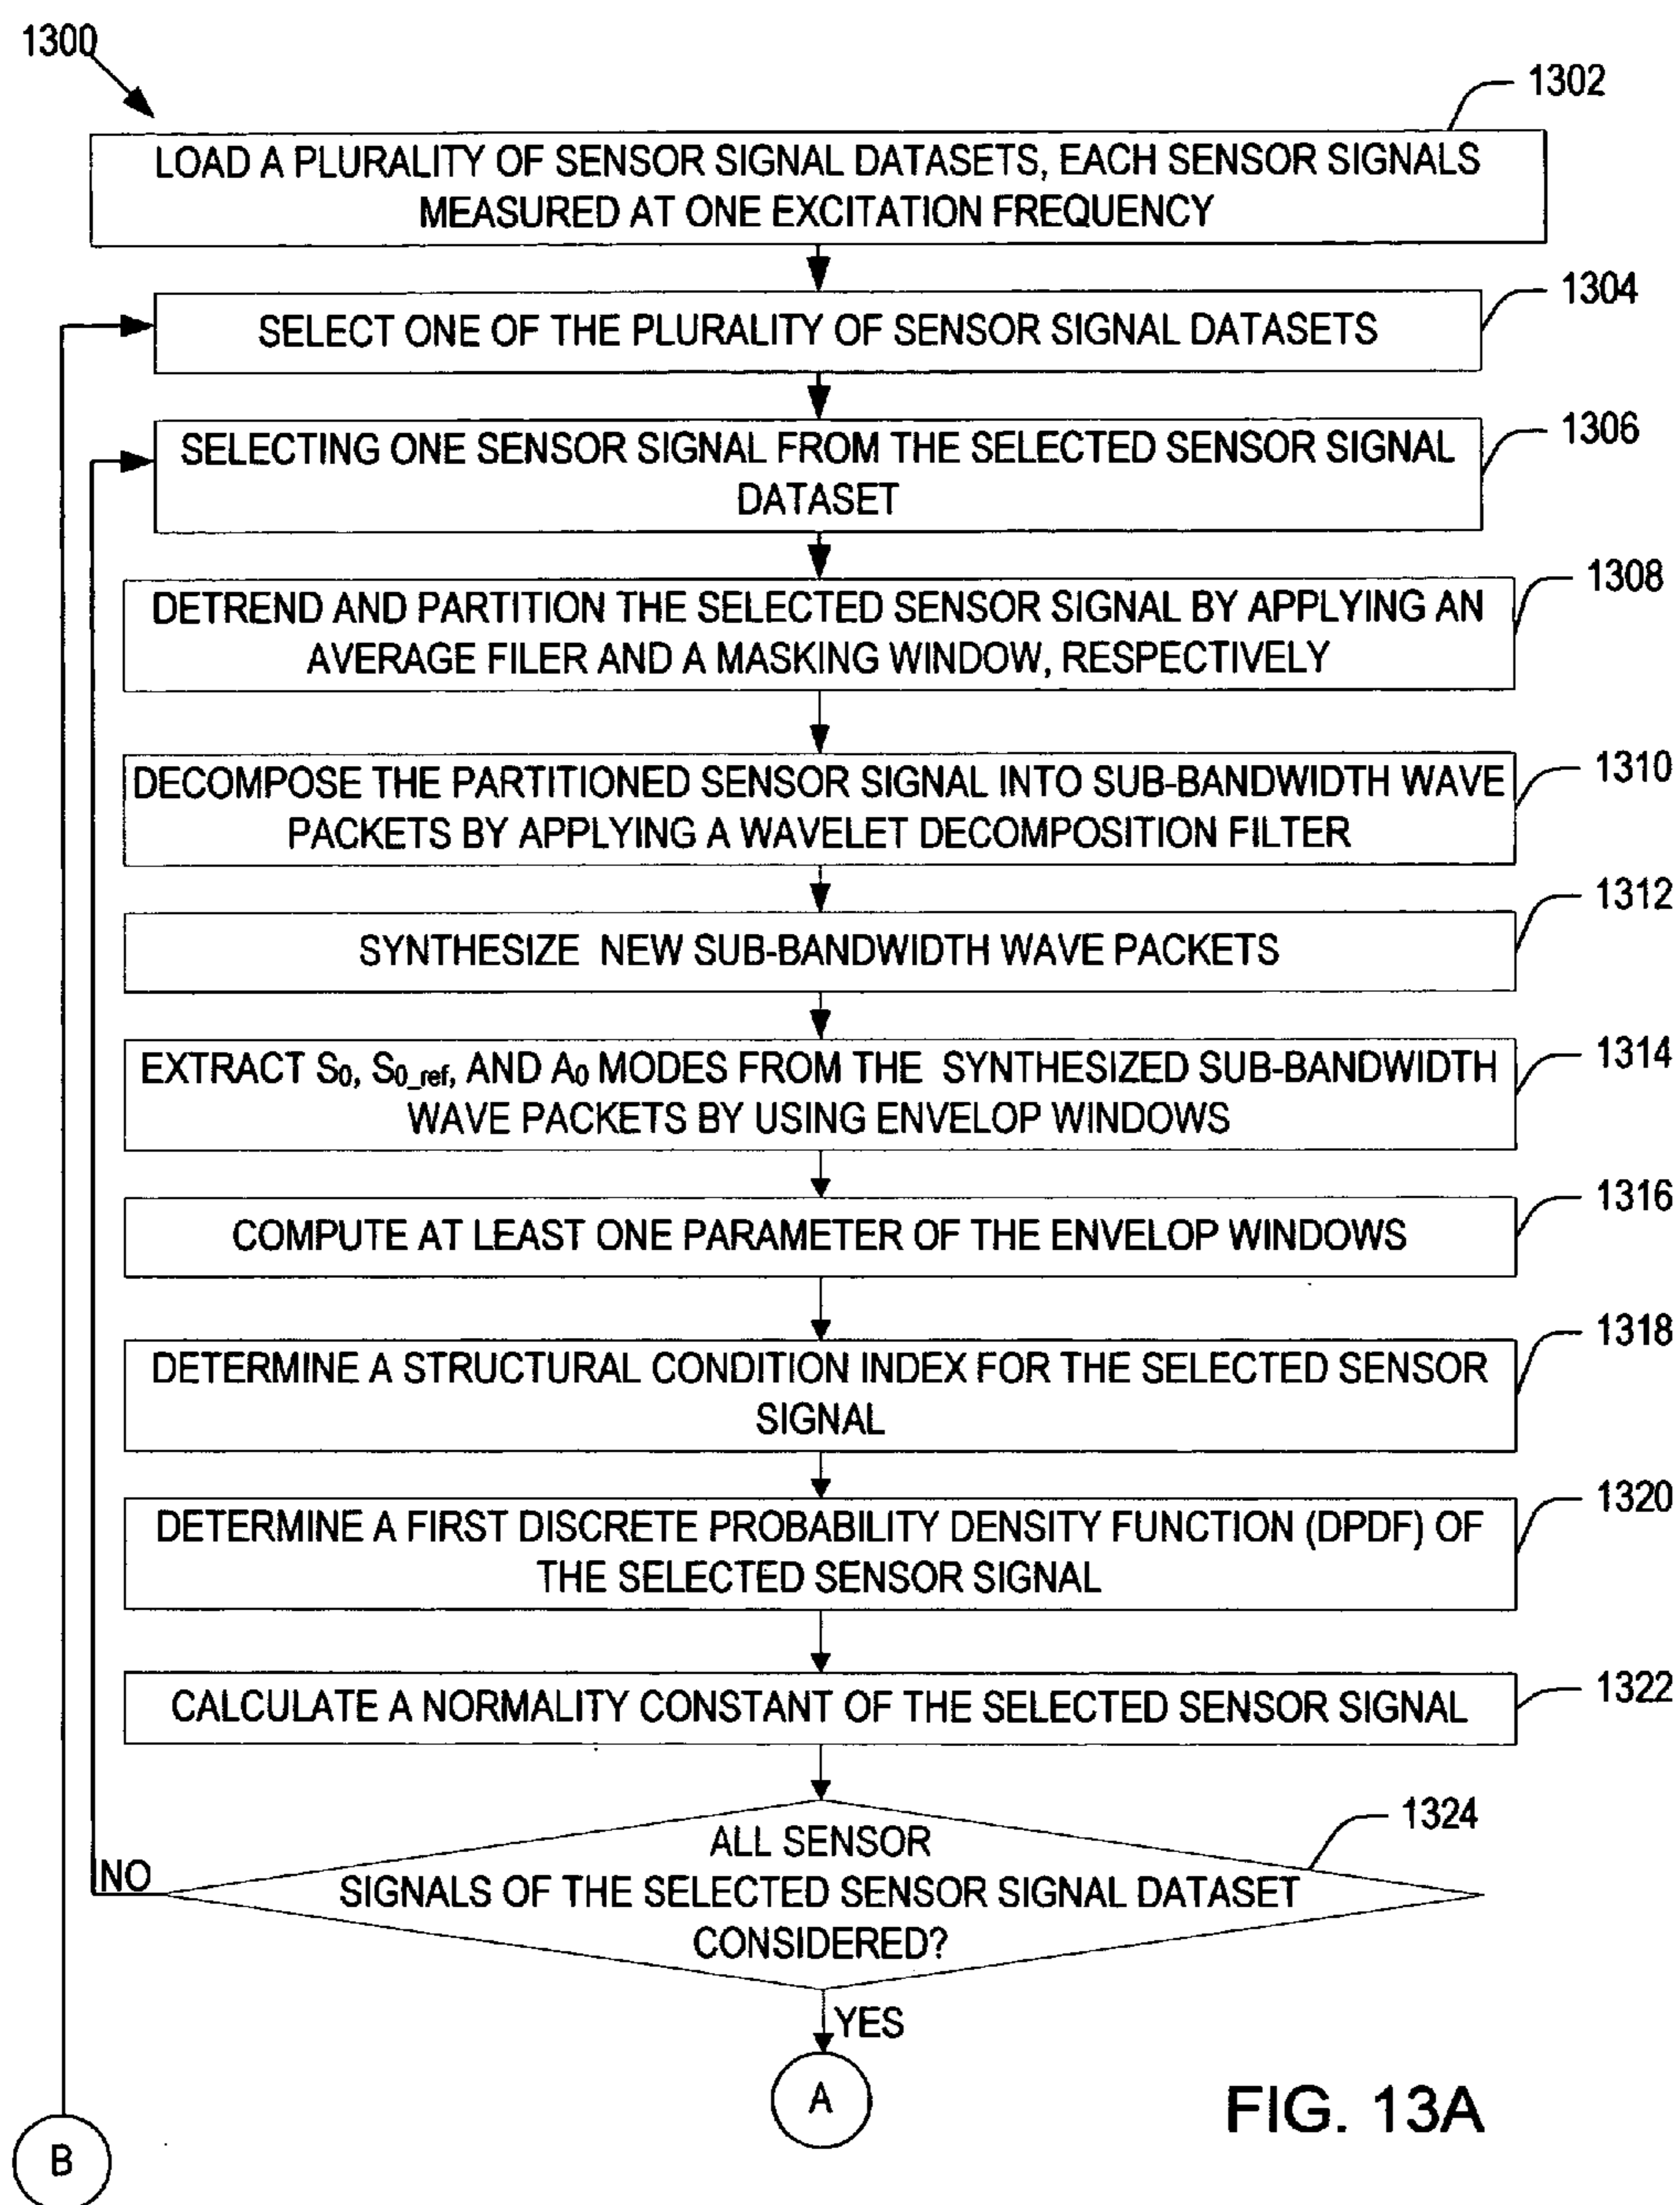 1300
1302
LOAD A PLURALITY OF SENSOR SIGNAL DATASETS, EACH SENSOR SIGNALS
MEASURED AT ONE EXCITATION FREQUENCY
1304
SELECT ONE OF THE PLURALITY OF SENSOR SIGNAL DATASETS
1306
SELECTING ONE SENSOR SIGNAL FROM THE SELECTED SENSOR SIGNAL
DATASET
1308
DETREND AND PARTITION THE SELECTED SENSOR SIGNAL BY APPLYING AN
AVERAGE FILER AND A MASKING WINDOW, RESPECTIVELY
1310
DECOMPOSE THE PARTITIONED SENSOR SIGNAL INTO SUB-BANDWIDTH WAVE
PACKETS BY APPLYING A WAVELET DECOMPOSITION FILTER
1312
SYNTHESIZE NEW SUB-BANDWIDTH WAVE PACKETS
1314
EXTRACT S0, S0_ref, AND A0 MODES FROM THE SYNTHESIZED SUB-BANDWIDTH
WAVE PACKETS BY USING ENVELOP WINDOWS
1316
COMPUTE AT LEAST ONE PARAMETER OF THE ENVELOP WINDOWS
1318
DETERMINE A STRUCTURAL CONDITION INDEX FOR THE SELECTED SENSOR
SIGNAL
1320
DETERMINE A FIRST DISCRETE PROBABILITY DENSITY FUNCTION (DPDF) OF
THE SELECTED SENSOR SIGNAL
1322
CALCULATE A NORMALITY CONSTANT OF THE SELECTED SENSOR SIGNAL
1324
ALL SENSOR
SIGNALS OF THE SELECTED SENSOR SIGNAL DATASET
CONSIDERED?
NO
YES
A
B
FIG. 13A